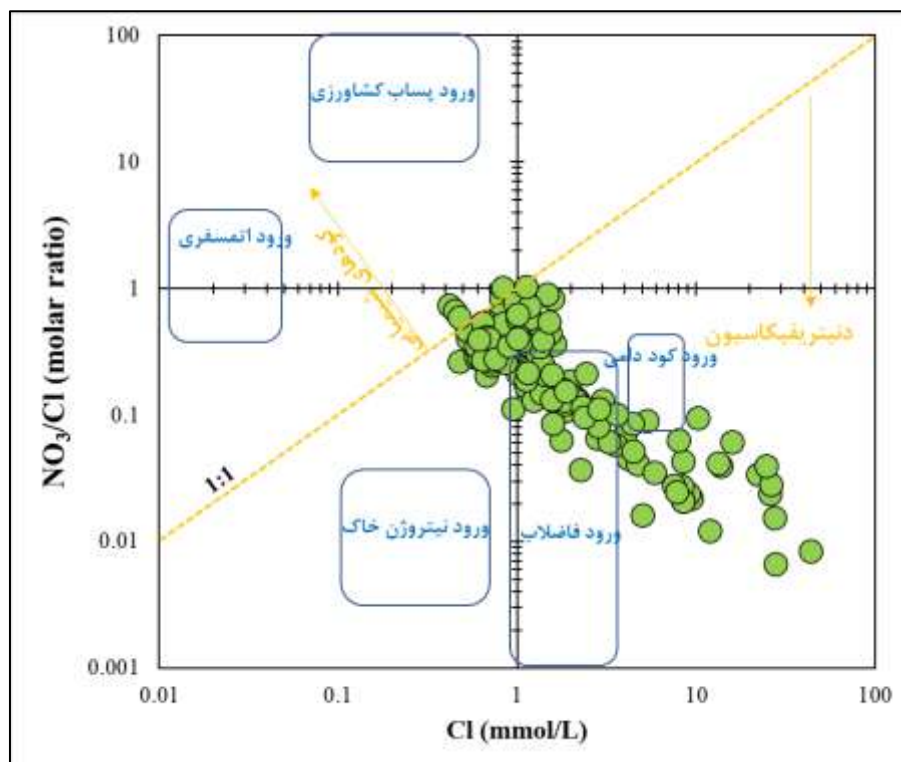 100
10
1
0.1
0.01
0.001
NO₃/Cl (molar ratio)
ورود پساب کشاورزی
ورود اتمسفری
کودهای شیمیایی
دنیتریفیکاسیون
ورود کود دامی
1:1
ورود نیتروژن خاک
ورود فاضلاب
0.01
0.1
1
10
100
Cl (mmol/L)